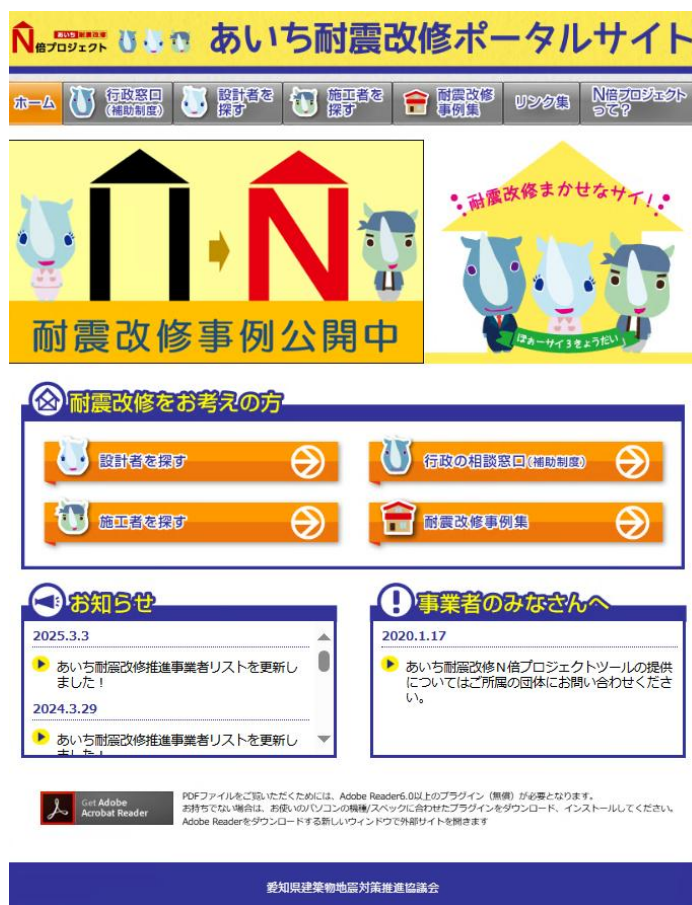 あいち耐震改修
N倍プロジェクト
あいち耐震改修ポータルサイト
ホーム
行政窓口
(補助制度)
設計者を
探す
施工者を
探す
耐震改修
事例集
リンク集
N倍プロジェクト
って?
N
耐震改修事例公開中
耐震改修まかせなサイ!
ぼぁーサイ3きょうだい
耐震改修をお考えの方
設計者を探す
行政の相談窓口(補助制度)
施工者を探す
耐震改修事例集
お知らせ
2025.3.3
あいち耐震改修推進事業者リストを更新し
ました!
2024.3.29
あいち耐震改修推進事業者リストを更新し
ました!
事業者のみなさんへ
2020.1.17
あいち耐震改修N倍プロジェクトツールの提供
についてはご所属の団体にお問い合わせくださ
い。
Get Adobe
Acrobat Reader
PDFファイルをご覧いただくためには、Adobe Reader6.0以上のプラグイン(無償)が必要となります。
お持ちでない場合は、お使いのパソコンの機種/スペックに合わせたプラグインをダウンロード、インストールしてください。
Adobe Readerをダウンロードする新しいウィンドウで外部サイトを開きます
愛知県建築物地震対策推進協議会